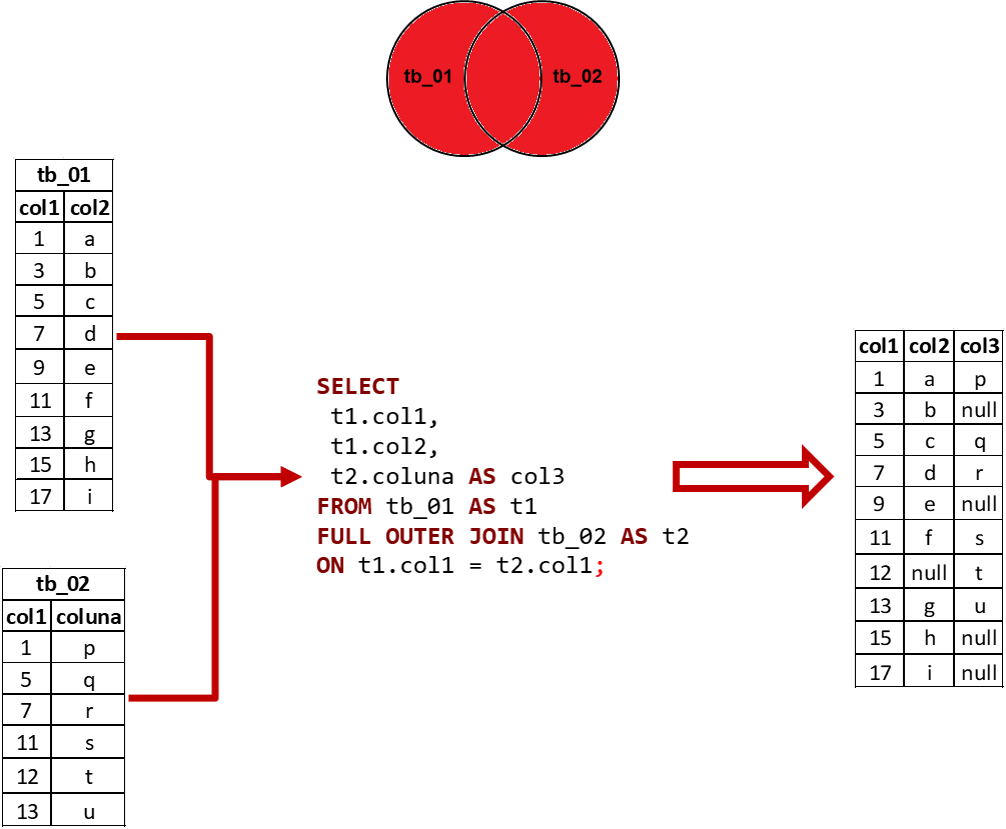 tb_01 tb_02
tb_01
col1 col2
1 a
3 b
5 c
7 d
9 e
11 f
13 g
15 h
17 i
tb_02
col1 coluna
1 p
5 q
7 r
11 s
12 t
13 u
SELECT
t1.col1,
t1.col2,
t2.coluna AS col3
FROM tb_01 AS t1
FULL OUTER JOIN tb_02 AS t2
ON t1.col1 = t2.col1;
col1 col2 col3
1 a p
3 b null
5 c q
7 d r
9 e null
11 f s
12 null t
13 g u
15 h null
17 i null